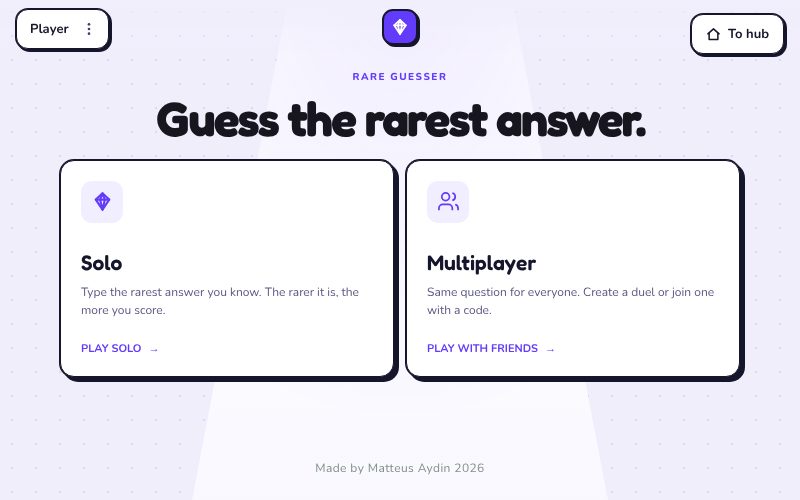 Player
To hub
RARE GUESSER
Guess the rarest answer.
Solo
Type the rarest answer you know. The rarer it is, the
more you score.
PLAY SOLO →
Multiplayer
Same question for everyone. Create a duel or join one
with a code.
PLAY WITH FRIENDS →
Made by Matteus Aydin 2026